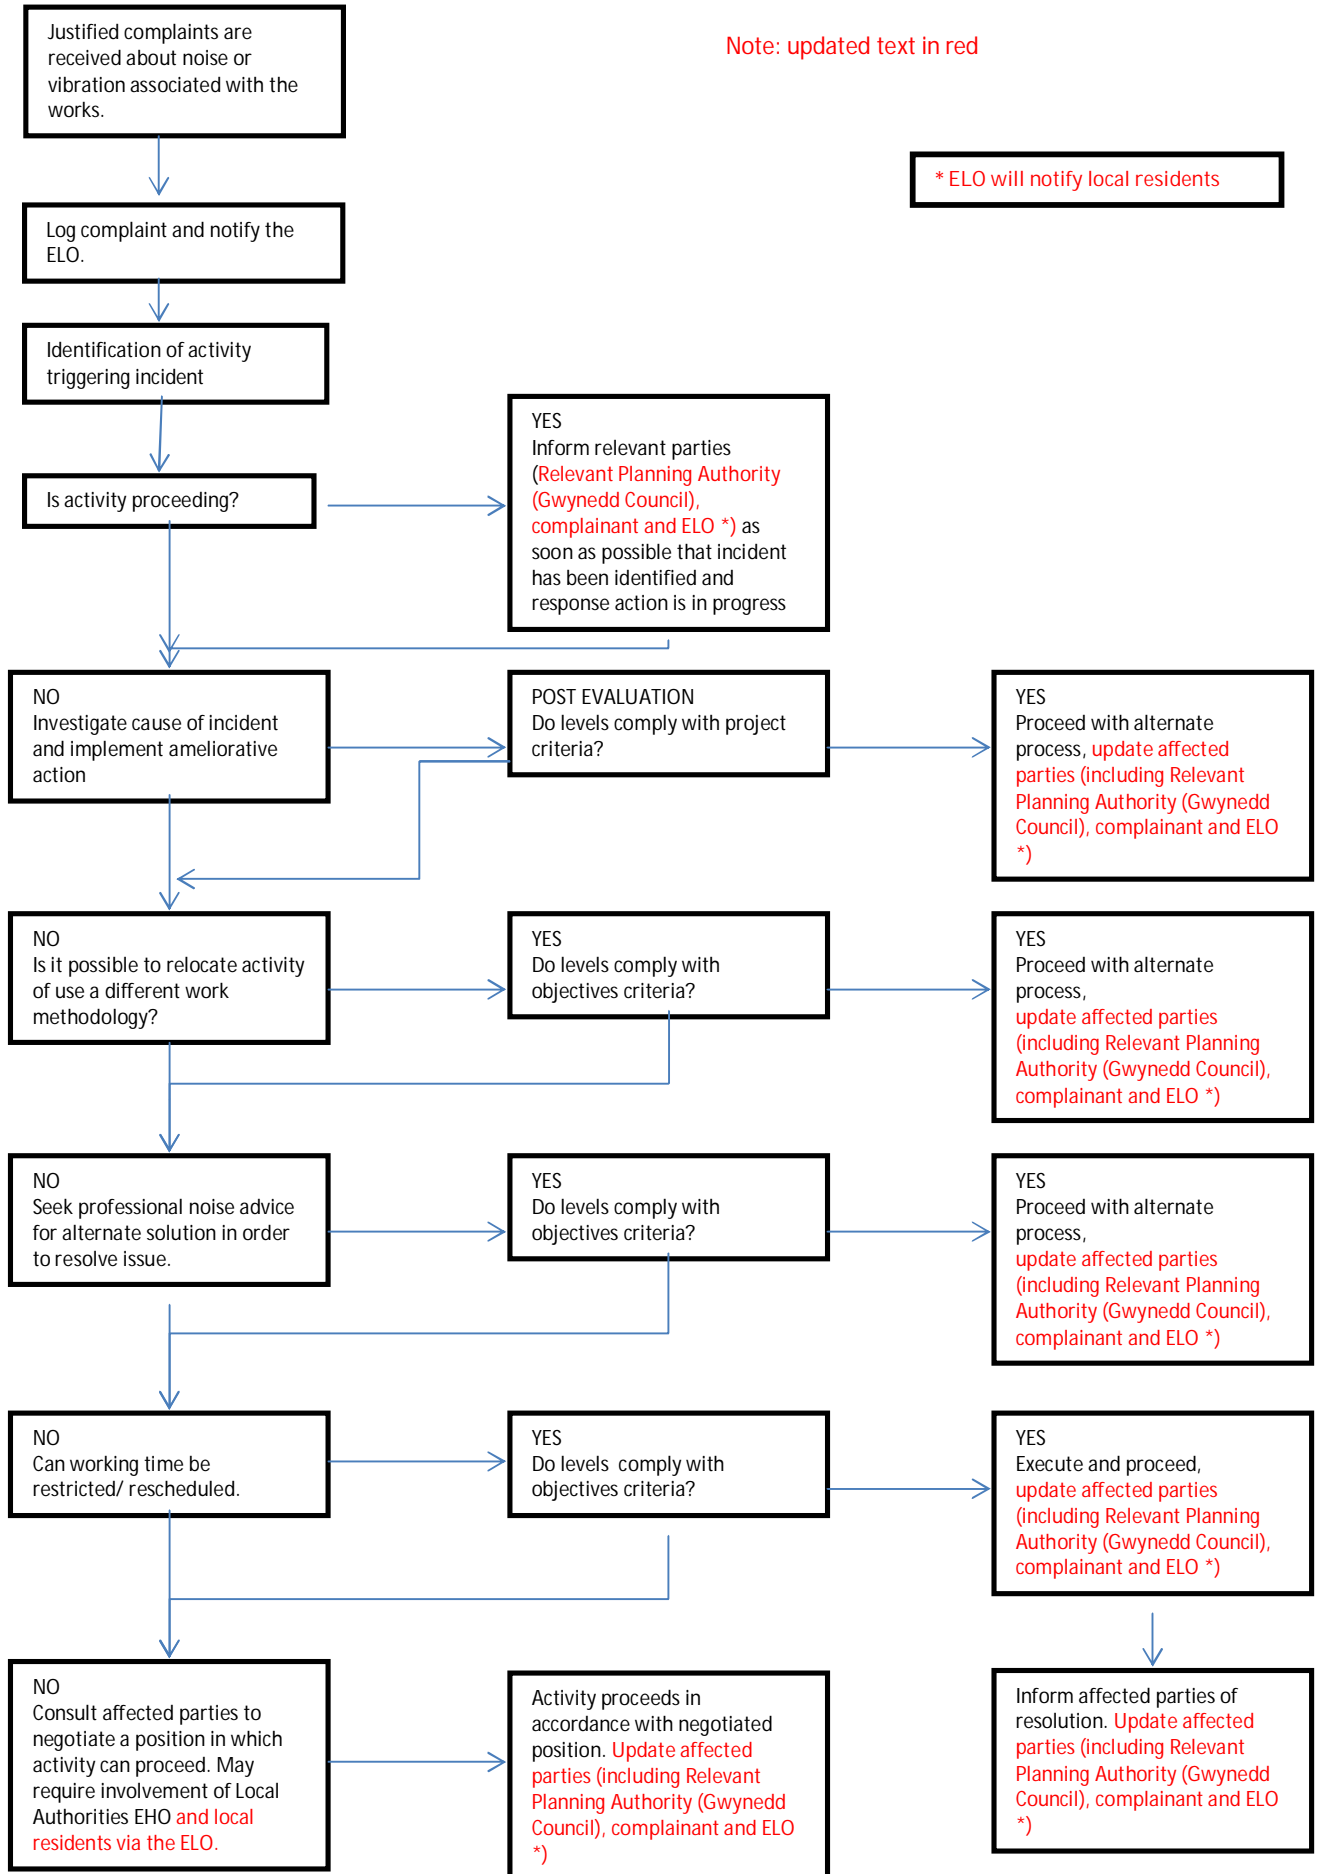 Justified complaints are
received about noise or
vibration associated with the
works.
Note: updated text in red
* ELO will notify local residents
Log complaint and notify the
ELO.
Identification of activity
triggering incident
Is activity proceeding?
YES
Inform relevant parties
(Relevant Planning Authority
(Gwynedd Council),
complainant and ELO *) as
soon as possible that incident
has been identified and
response action is in progress
NO
Investigate cause of incident
and implement ameliorative
action
POST EVALUATION
Do levels comply with project
criteria?
YES
Proceed with alternate
process, update affected
parties (including Relevant
Planning Authority (Gwynedd
Council), complainant and ELO
*)
NO
Is it possible to relocate activity
of use a different work
methodology?
YES
Do levels comply with
objectives criteria?
YES
Proceed with alternate
process,
update affected parties
(including Relevant Planning
Authority (Gwynedd Council),
complainant and ELO *)
NO
Seek professional noise advice
for alternate solution in order
to resolve issue.
YES
Do levels comply with
objectives criteria?
YES
Proceed with alternate
process,
update affected parties
(including Relevant Planning
Authority (Gwynedd Council),
complainant and ELO *)
NO
Can working time be
restricted/ rescheduled.
YES
Do levels comply with
objectives criteria?
YES
Execute and proceed,
update affected parties
(including Relevant Planning
Authority (Gwynedd Council),
complainant and ELO *)
NO
Consult affected parties to
negotiate a position in which
activity can proceed. May
require involvement of Local
Authorities EHO and local
residents via the ELO.
Activity proceeds in
accordance with negotiated
position. Update affected
parties (including Relevant
Planning Authority (Gwynedd
Council), complainant and ELO
*)
Inform affected parties of
resolution. Update affected
parties (including Relevant
Planning Authority (Gwynedd
Council), complainant and ELO
*)